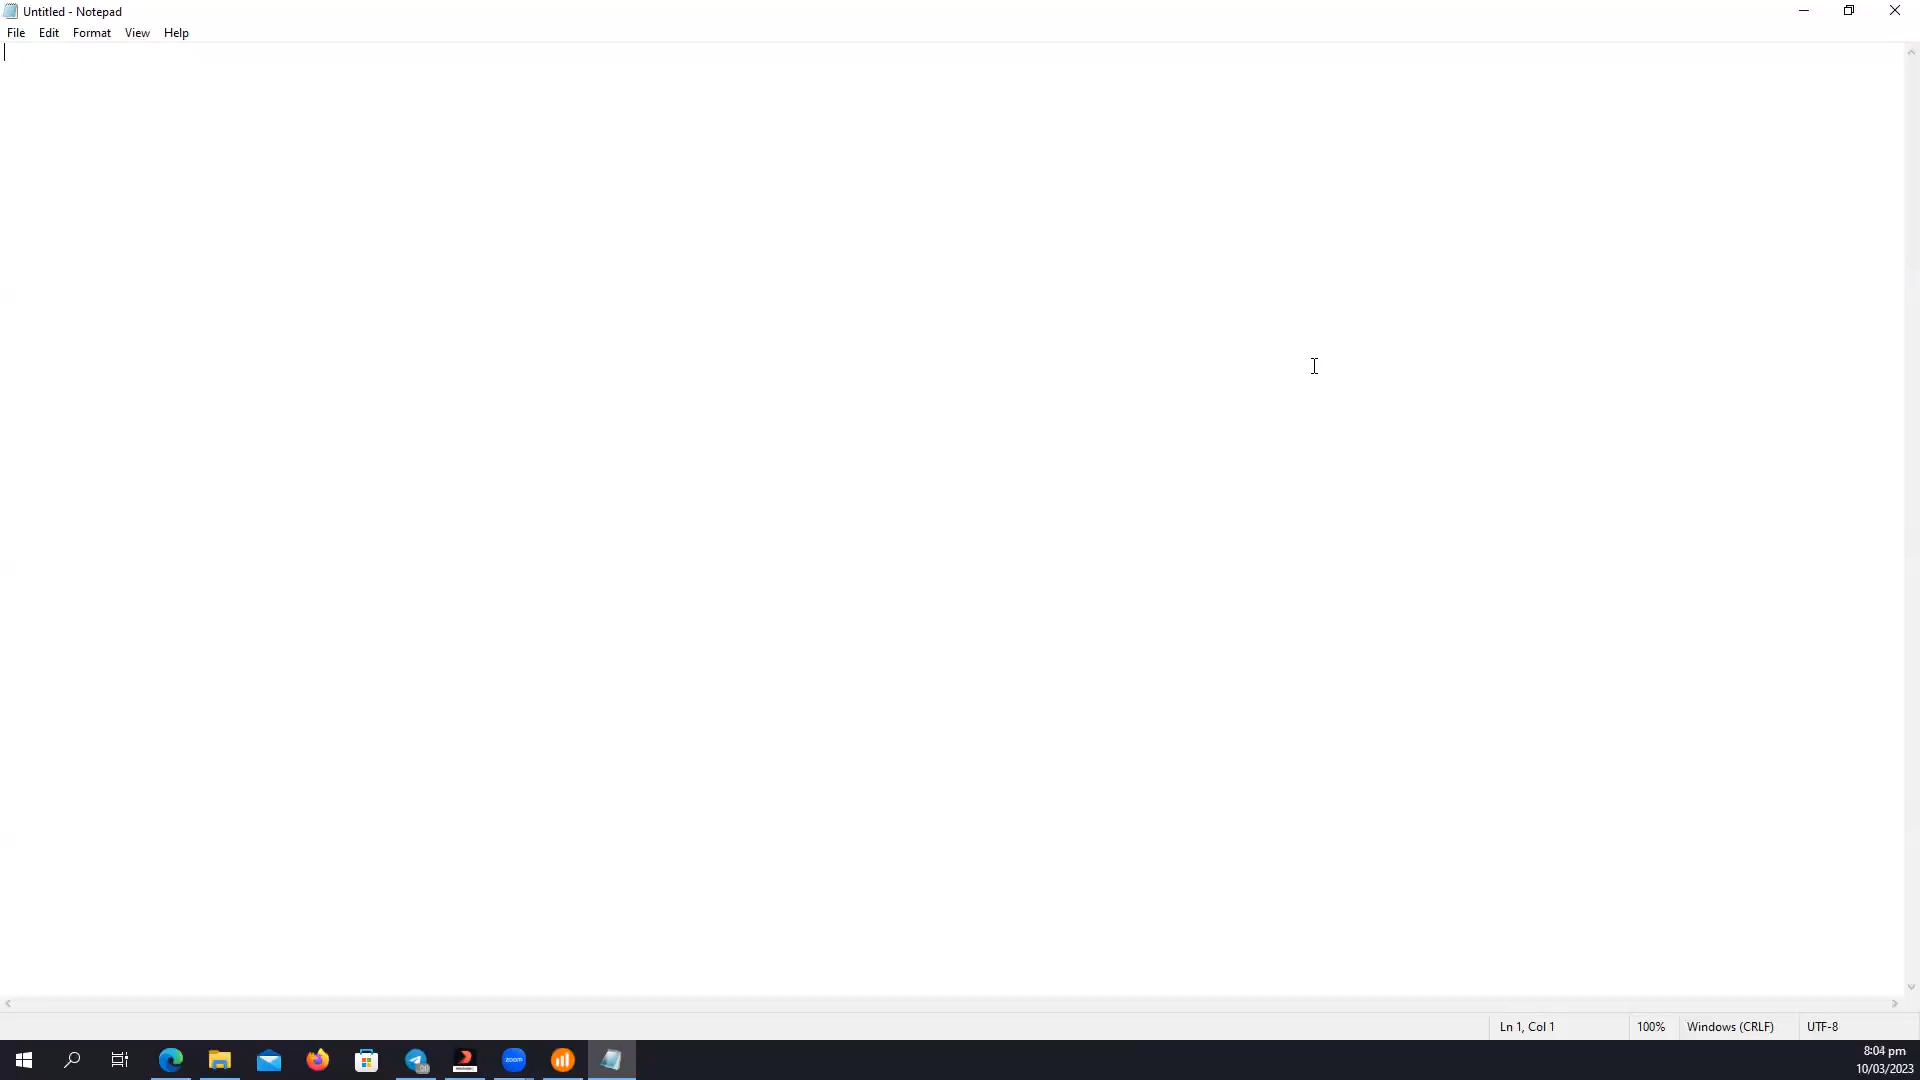 Untitled - Notepad
File Edit Format View Help
Ln 1, Col 1 100% Windows (CRLF) UTF-8
zoom
8:04 pm
10/03/2023